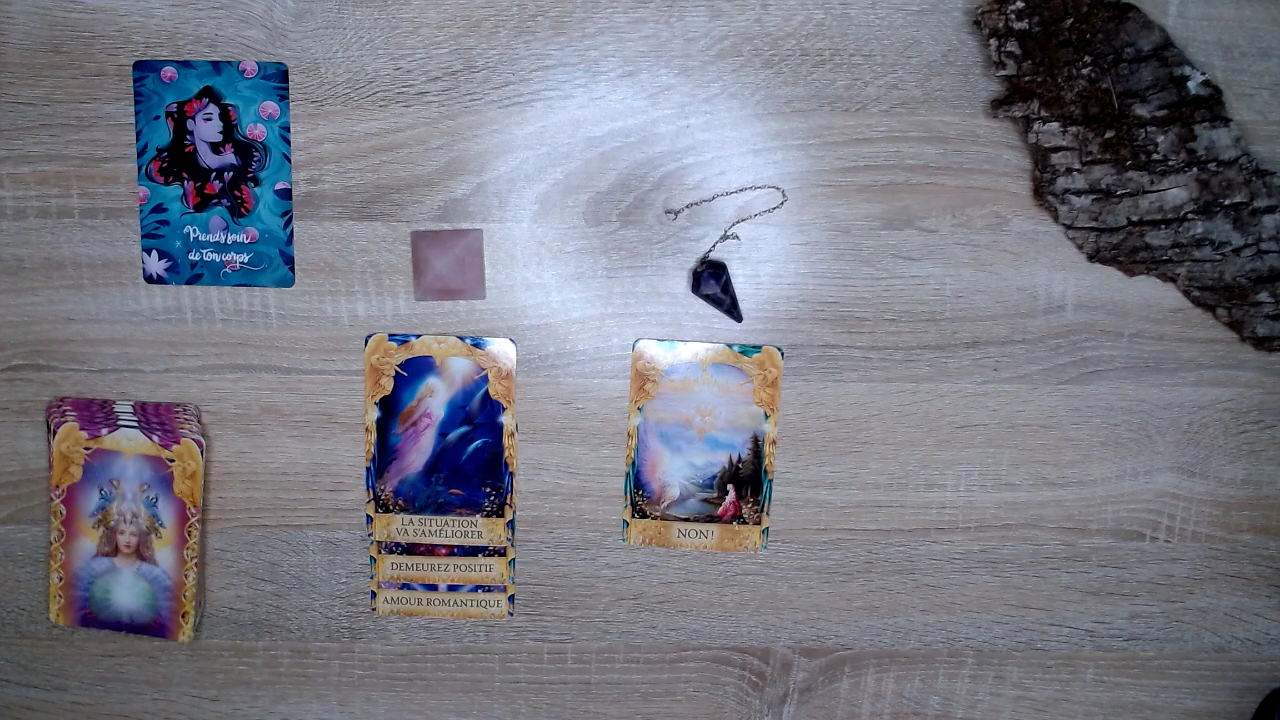 Prends soin
de ton corps
LA SITUATION
VA S'AMÉLIORER
DEMEUREZ POSITIF
AMOUR ROMANTIQUE
NON!